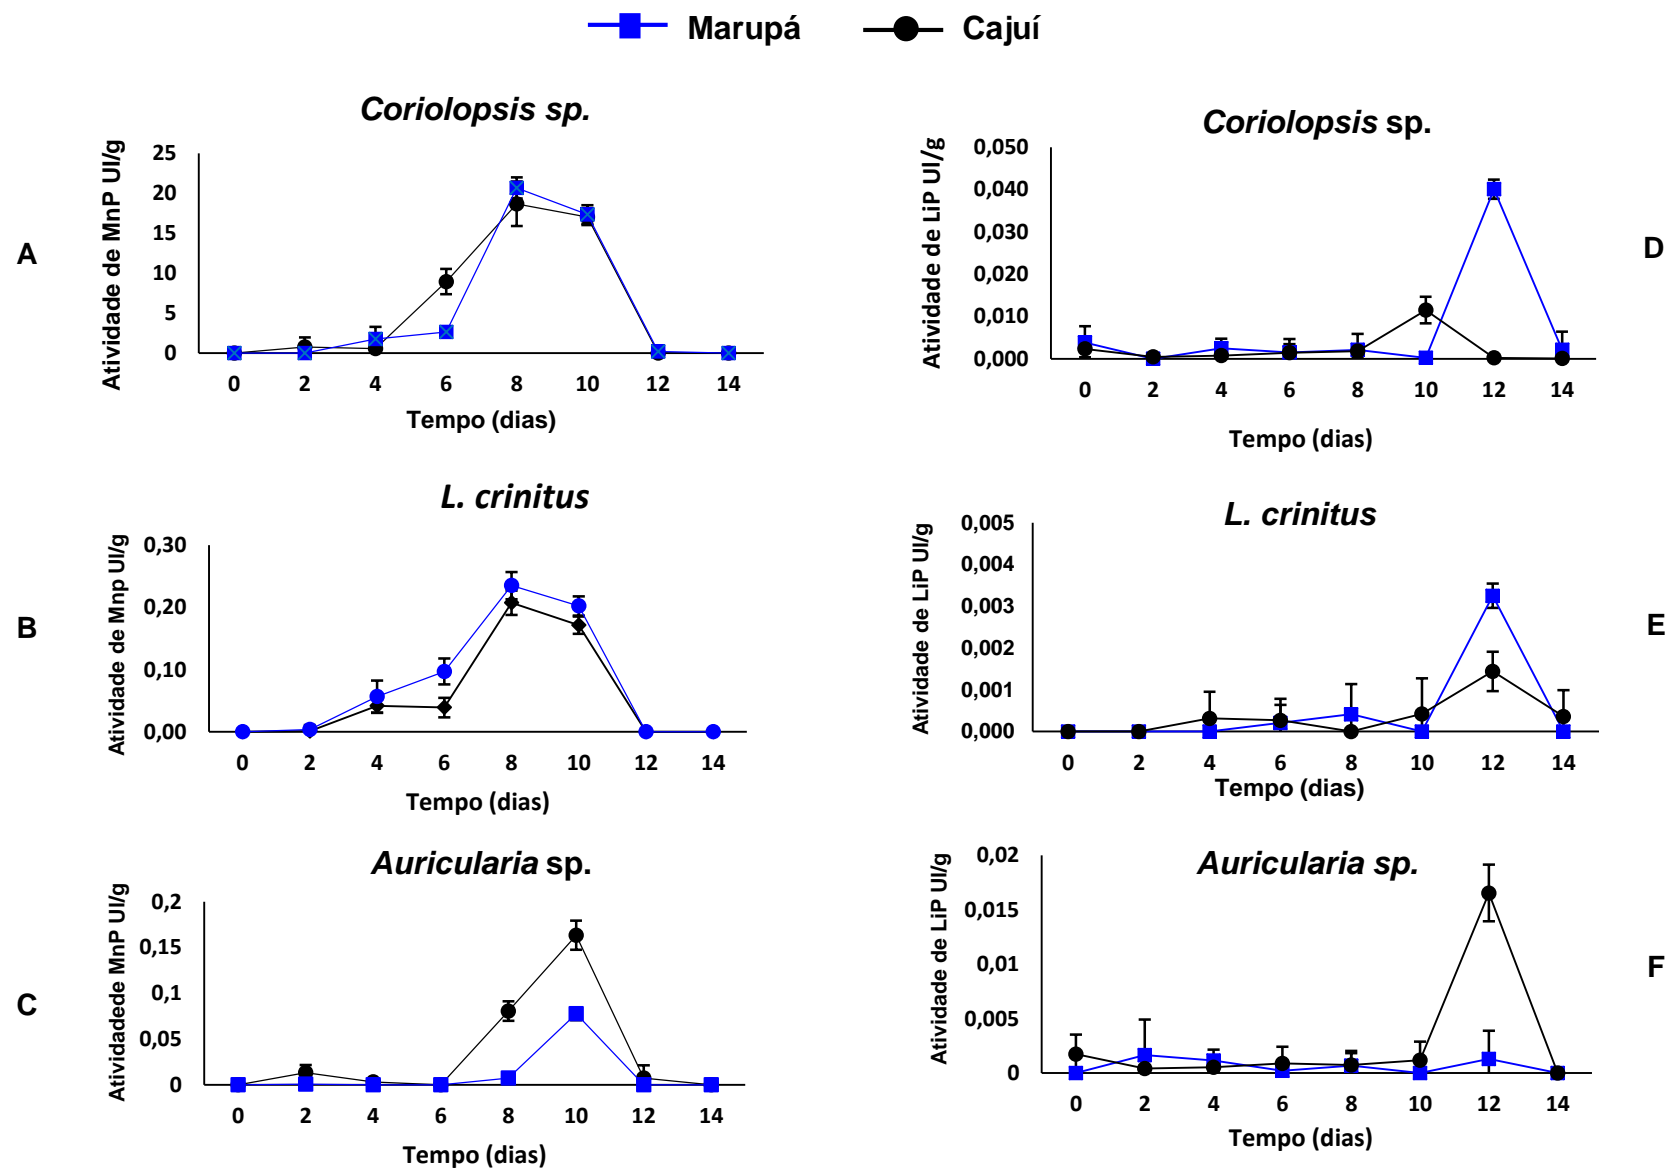 Marupá Cajuí
A
Coriolopsis sp.
Atividade de MnP UI/g
25
20
15
10
5
0
0 2 4 6 8 10 12 14
Tempo (dias)
D
Coriolopsis sp.
Atividade de LiP UI/g
0,050
0,040
0,030
0,020
0,010
0,000
0 2 4 6 8 10 12 14
Tempo (dias)
B
L. crinitus
Atividade de Mnp UI/g
0,30
0,20
0,10
0,00
0 2 4 6 8 10 12 14
Tempo (dias)
E
L. crinitus
Atividade de LiP UI/g
0,005
0,004
0,003
0,002
0,001
0,000
0 2 4 6 8 10 12 14
Tempo (dias)
C
Auricularia sp.
Atividadede MnP UI/g
0,2
0,15
0,1
0,05
0
0 2 4 6 8 10 12 14
Tempo (dias)
F
Auricularia sp.
Atividade de LiP UI/g
0,02
0,015
0,01
0,005
0
0 2 4 6 8 10 12 14
Tempo (dias)